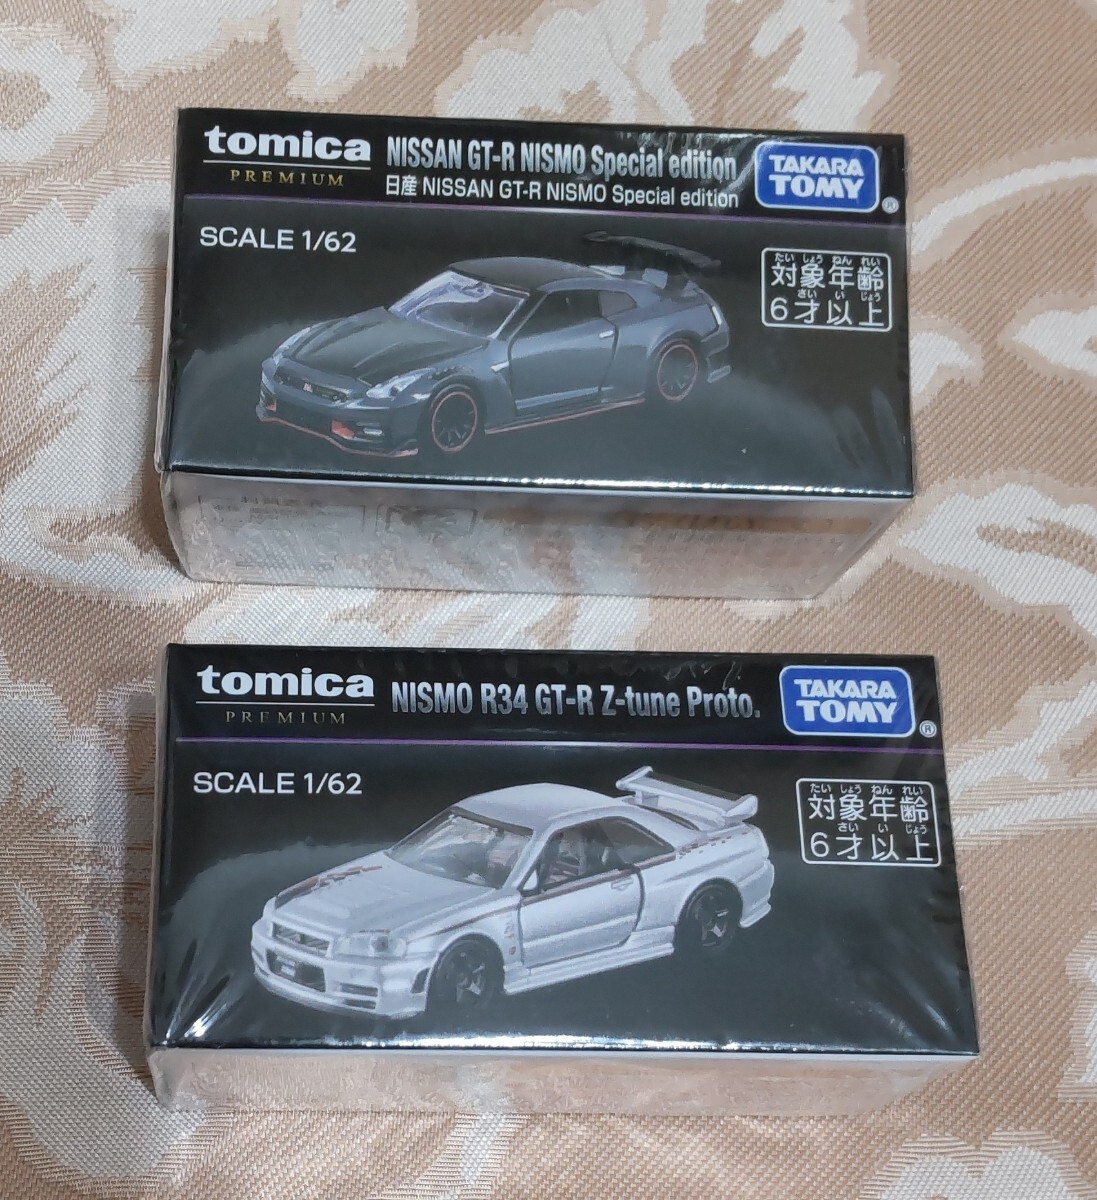 tomica
PREMIUM
NISSAN GT-R NISMO Special edition
日産 NISSAN GT-R NISMO Special edition
TAKARA
TOMY
®
SCALE 1/62
たい しょう ねん れい
対象年齢
さい い じょう
6才以上
tomica
PREMIUM
NISMO R34 GT-R Z-tune Proto.
TAKARA
TOMY
®
SCALE 1/62
たい しょう ねん れい
対象年齢
さい い じょう
6才以上